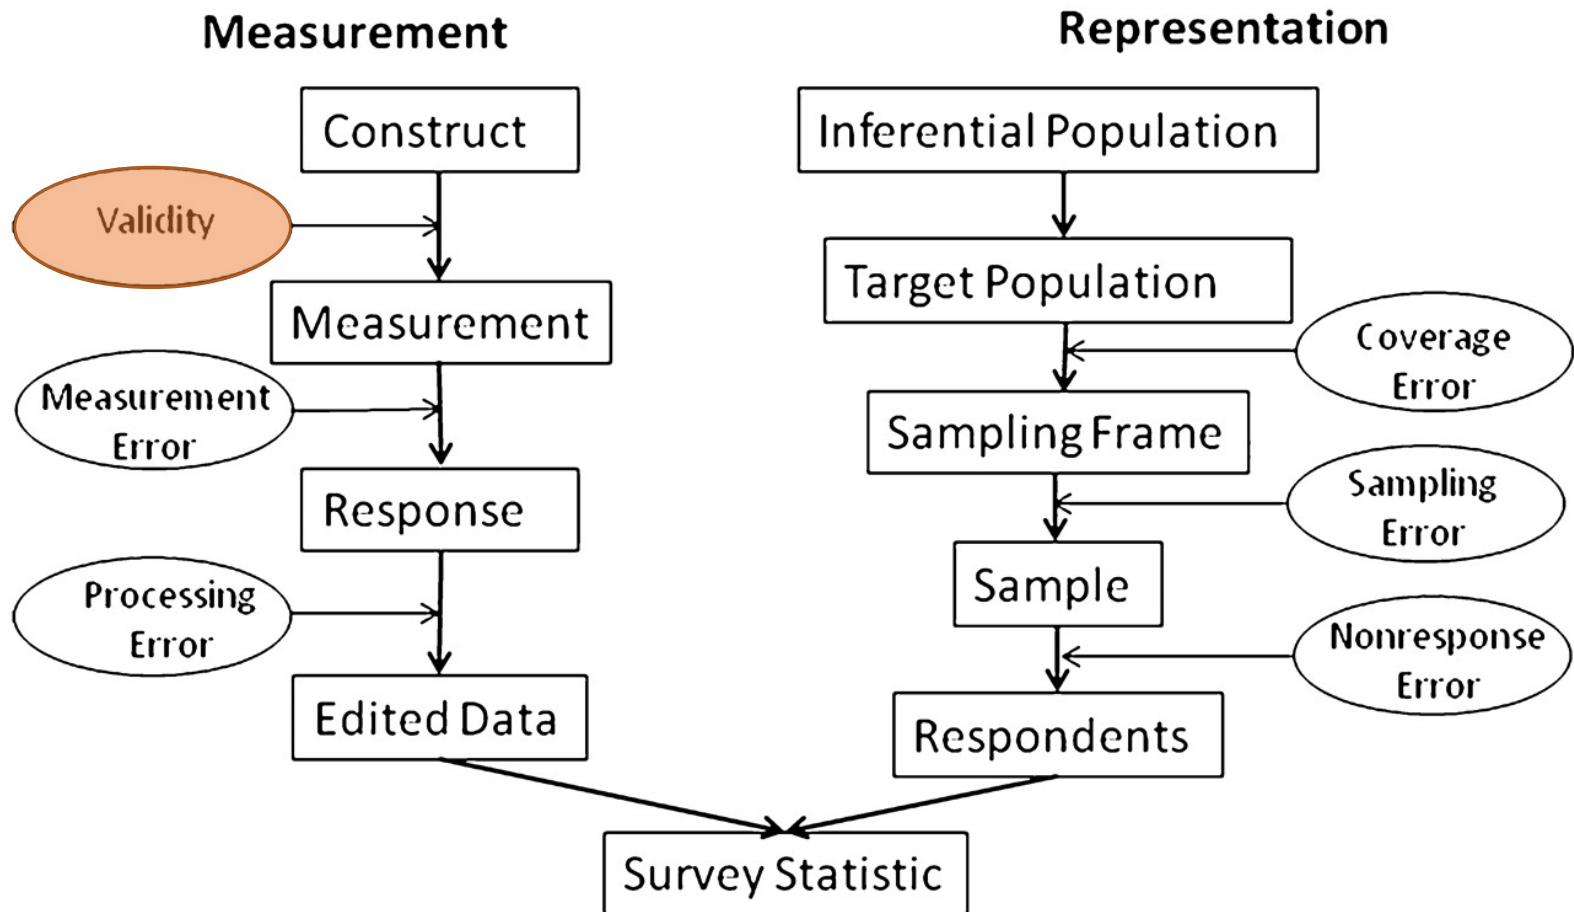 Measurement
Representation
Construct
Inferential Population
Validity
Target Population
Measurement
Coverage
Error
Measurement
Error
Sampling Frame
Response
Sampling
Error
Sample
Processing
Error
Nonresponse
Error
Edited Data
Respondents
Survey Statistic